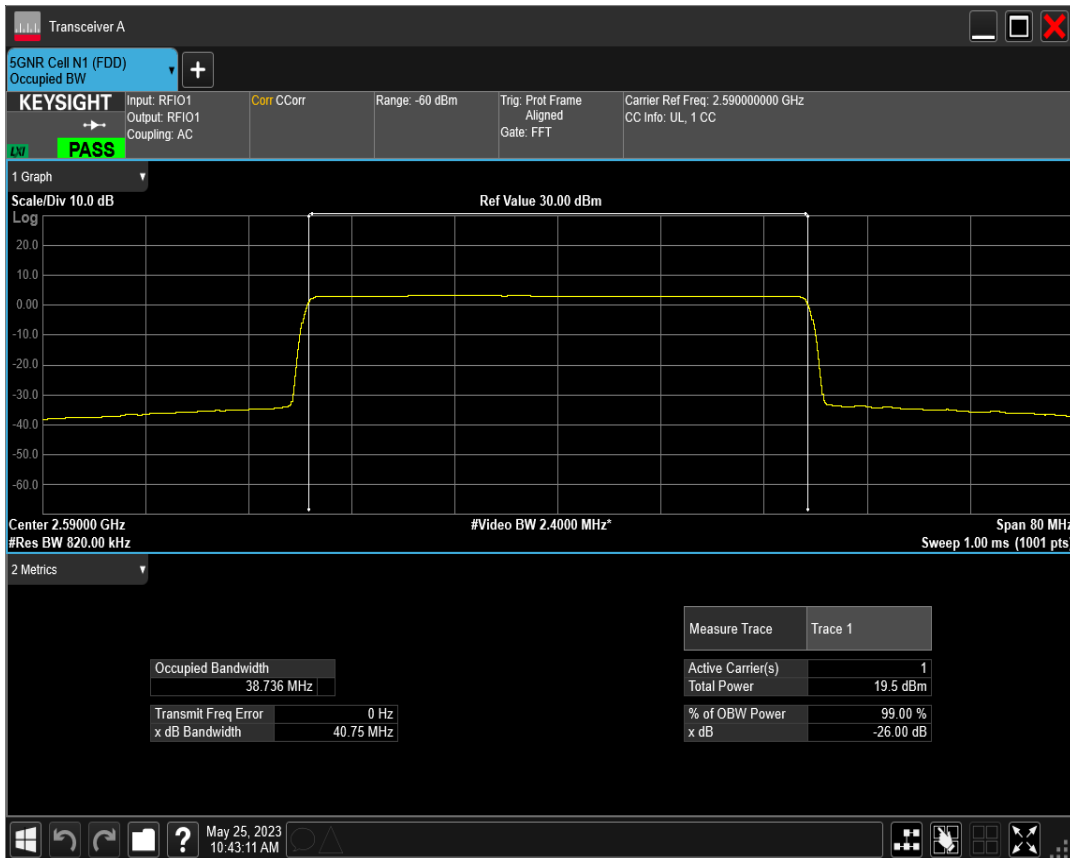 Transceiver A
5GNR Cell N1 (FDD)
Occupied BW
KEYSIGHT
LXI
PASS
Input: RFIO1
Output: RFIO1
Coupling: AC
Corr CCorr
Range: -60 dBm
Trig: Prot Frame
Aligned
Gate: FFT
Carrier Ref Freq: 2.590000000 GHz
CC Info: UL, 1 CC
1 Graph
Scale/Div 10.0 dB
Ref Value 30.00 dBm
Log
20.0
10.0
0.00
-10.0
-20.0
-30.0
-40.0
-50.0
-60.0
Center 2.59000 GHz
#Video BW 2.4000 MHz*
Span 80 MHz
#Res BW 820.00 kHz
Sweep 1.00 ms (1001 pts)
2 Metrics
Measure Trace Trace 1
Occupied Bandwidth
38.736 MHz
Active Carrier(s) 1
Total Power 19.5 dBm
Transmit Freq Error 0 Hz
x dB Bandwidth 40.75 MHz
% of OBW Power 99.00 %
x dB -26.00 dB
?
May 25, 2023
10:43:11 AM